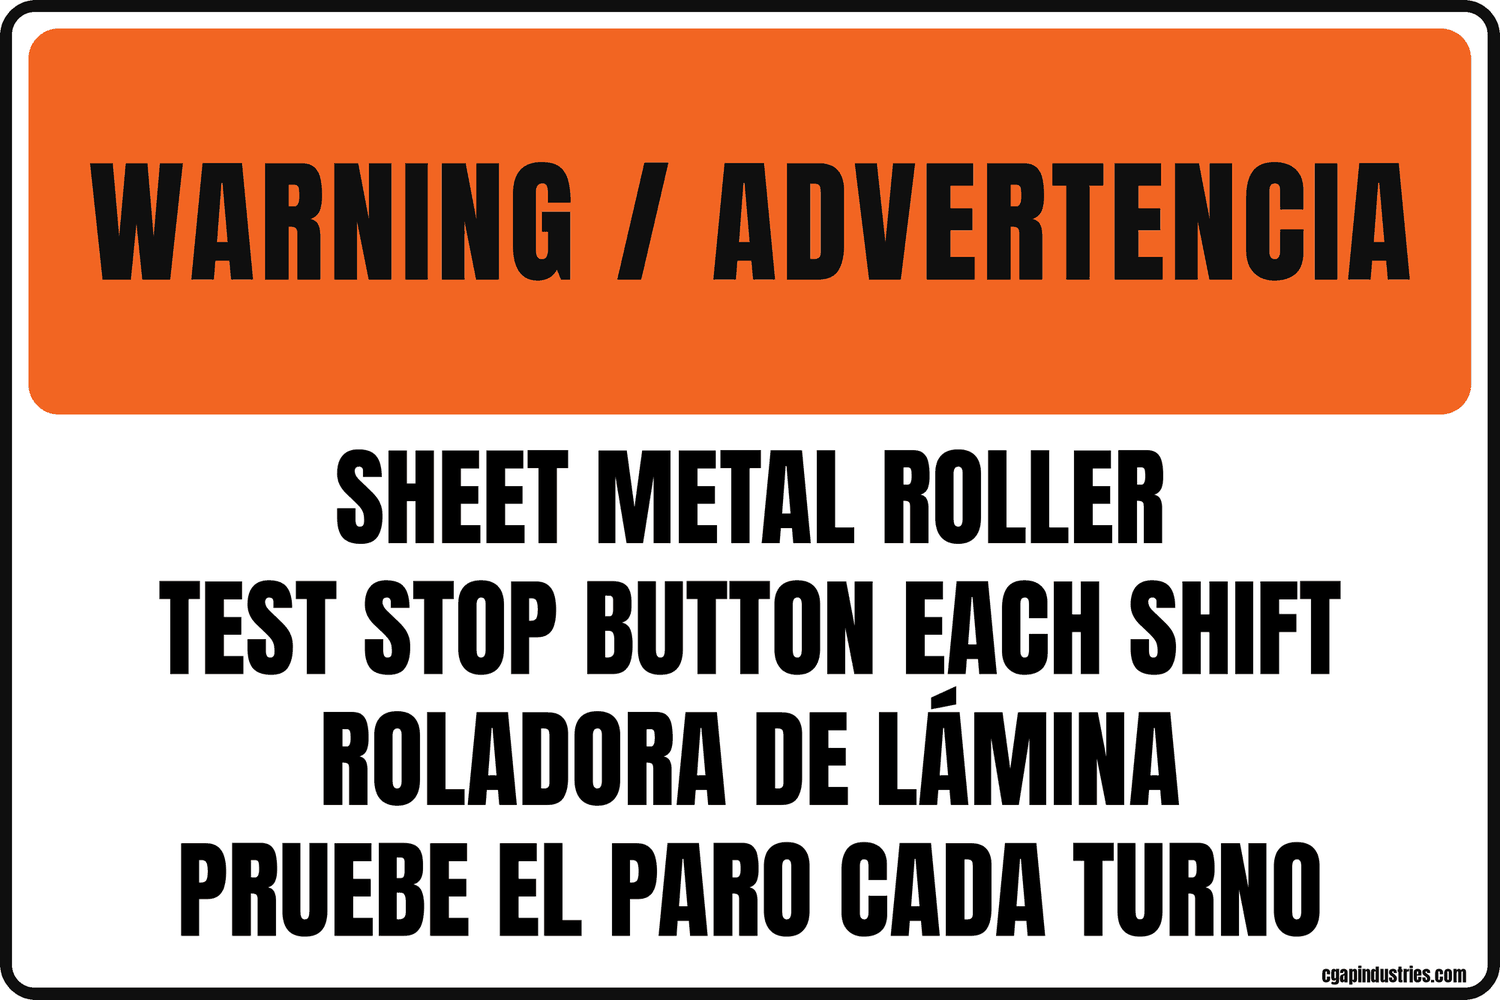 WARNING / ADVERTENCIA
SHEET METAL ROLLER
TEST STOP BUTTON EACH SHIFT
ROLADORA DE LÁMINA
PRUEBE EL PARO CADA TURNO
cgapindustries.com